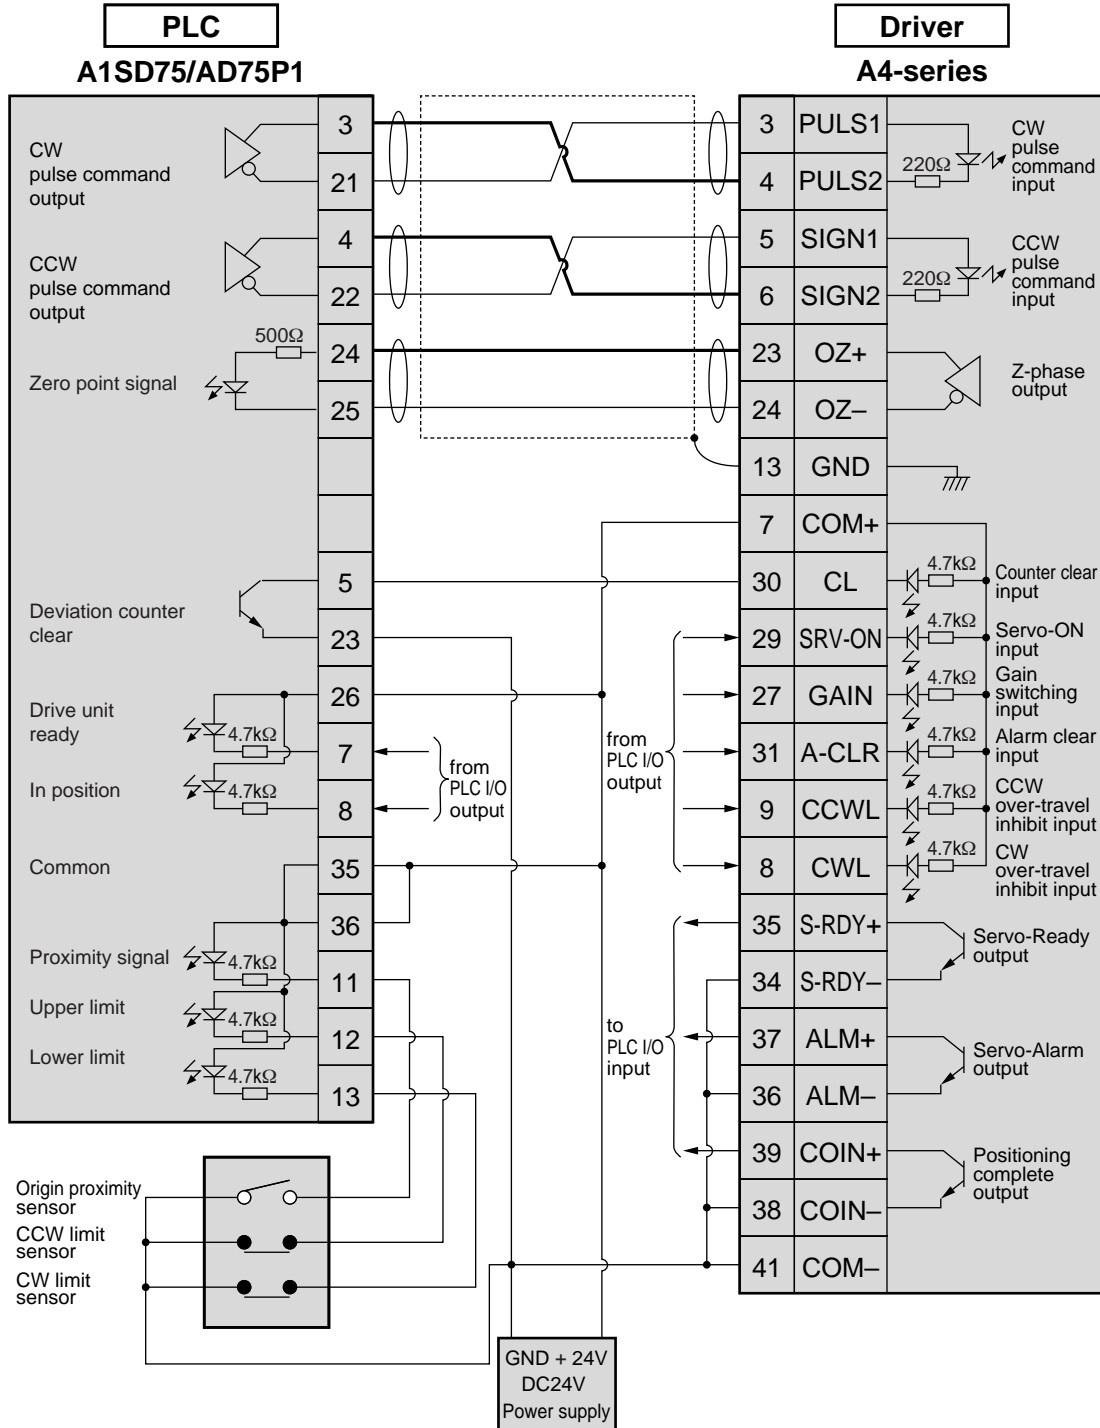 PLC
A1SD75/AD75P1
Driver
A4-series
CW
pulse command
output
3
21
CCW
pulse command
output
4
22
500Ω
Zero point signal
24
25
5
Deviation counter
clear
23
26
Drive unit
ready
4.7kΩ
7
In position
4.7kΩ
8
from
PLC I/O
output
Common
35
36
Proximity signal
4.7kΩ
11
Upper limit
4.7kΩ
12
Lower limit
4.7kΩ
13
Origin proximity
sensor
CCW limit
sensor
CW limit
sensor
GND + 24V
DC24V
Power supply
from
PLC I/O
output
to
PLC I/O
input
3 PULS1
4 PULS2
220Ω
CW
pulse
command
input
5 SIGN1
6 SIGN2
220Ω
CCW
pulse
command
input
23 OZ+
24 OZ–
Z-phase
output
13 GND
7 COM+
30 CL
4.7kΩ
Counter clear
input
29 SRV-ON
4.7kΩ
Servo-ON
input
27 GAIN
4.7kΩ
Gain
switching
input
31 A-CLR
4.7kΩ
Alarm clear
input
9 CCWL
4.7kΩ
CCW
over-travel
inhibit input
8 CWL
4.7kΩ
CW
over-travel
inhibit input
35 S-RDY+
34 S-RDY–
Servo-Ready
output
37 ALM+
36 ALM–
Servo-Alarm
output
39 COIN+
38 COIN–
Positioning
complete
output
41 COM–